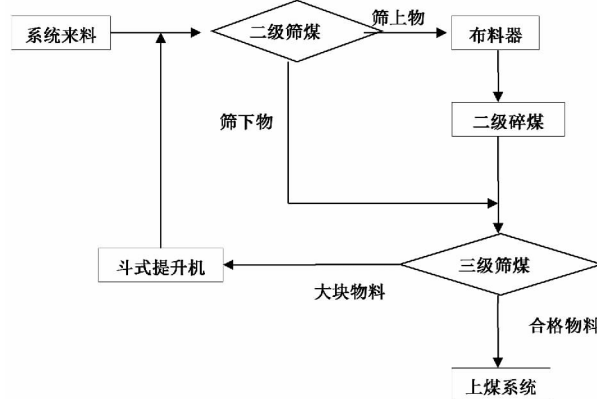 系统来料
二级筛煤
筛上物
布料器
筛下物
二级碎煤
斗式提升机
三级筛煤
大块物料
合格物料
上煤系统